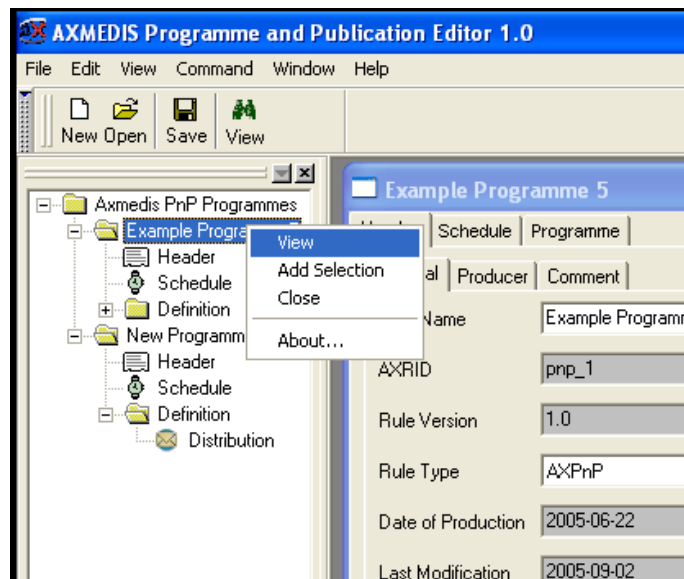 AXMEDIS Programme and Publication Editor 1.0
File Edit View Command Window Help
New Open Save View
Axmedis PnP Programmes
Example Progra
Header
Schedule
Definition
New Programm
Header
Schedule
Definition
Distribution
View
Add Selection
Close
About...
Example Programme 5
Schedule Programme
al Producer Comment
Name Example Programm
AXRID pnp_1
Rule Version 1.0
Rule Type AXPnP
Date of Production 2005-06-22
Last Modification 2005-09-02